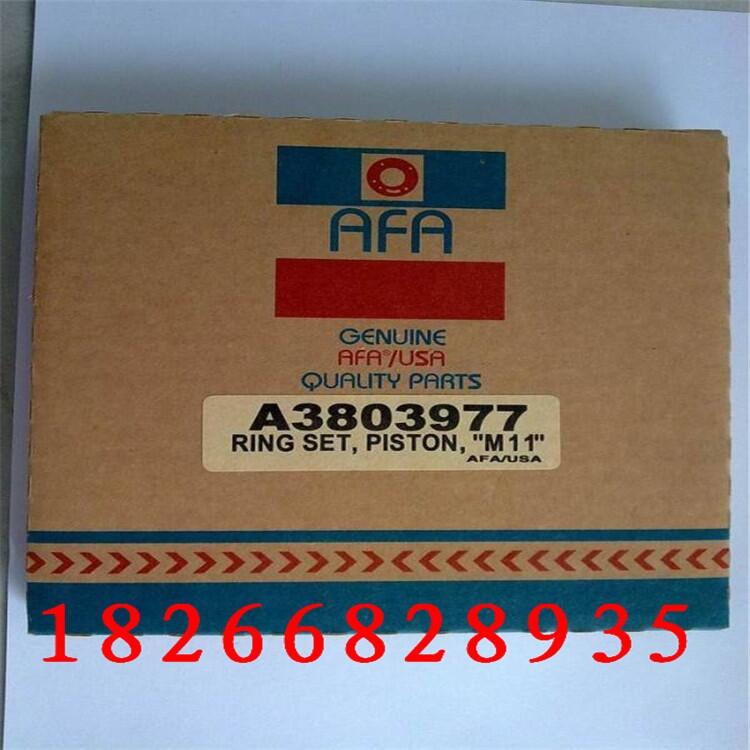 AFA
GENUINE
AFA®/USA
QUALITY PARTS
A3803977
RING SET, PISTON, "M11"
AFA/USA
18266828935